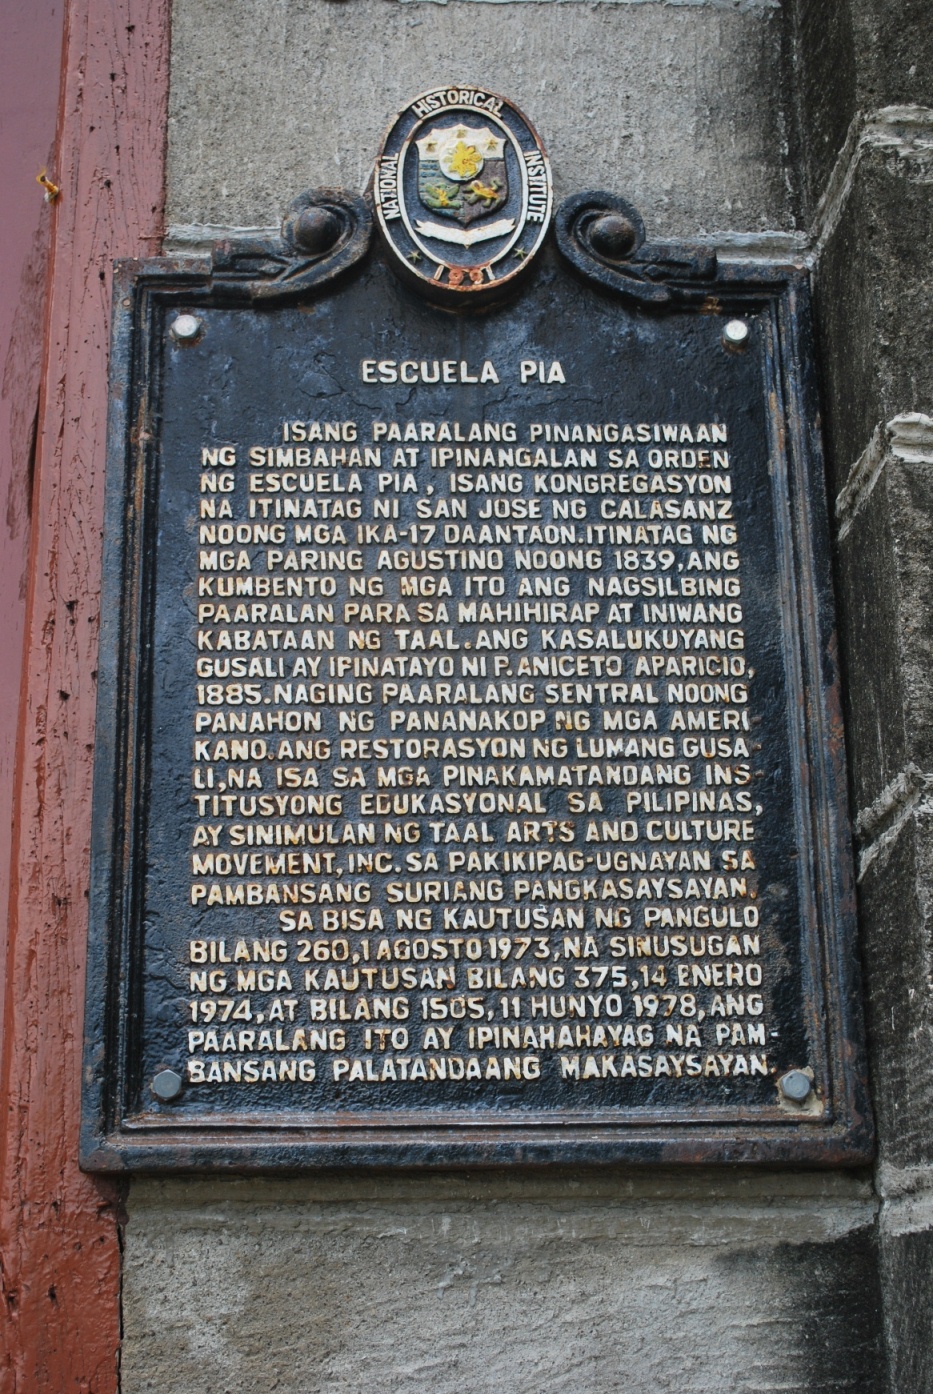 NATIONAL HISTORICAL INSTITUTE
1981
ESCUELA PIA
ISANG PAARALANG PINANGASIWAAN
NG SIMBAHAN AT IPINANGALAN SA ORDEN
NG ESCUELA PIA, ISANG KONGREGASYON
NA ITINATAG NI SAN JOSE NG CALASANZ
NOONG MGA IKA-17 DAANTAON.ITINATAG NG
MGA PARING AGUSTINO NOONG 1839,ANG
KUMBENTO NG MGA ITO ANG NAGSILBING
PAARALAN PARA SA MAHIHIRAP AT INIWANG
KABATAAN NG TAAL.ANG KASALUKUYANG
GUSALI AY IPINATAYO NI P.ANICETO APARICIO,
1885.NAGING PAARALANG SENTRAL NOONG
PANAHON NG PANANAKOP NG MGA AMERI
KANO.ANG RESTORASYON NG LUMANG GUSA
LI,NA ISA SA MGA PINAKAMATANDANG INS
TITUSYONG EDUKASYONAL SA PILIPINAS,
AY SINIMULAN NG TAAL ARTS AND CULTURE
MOVEMENT,INC.SA PAKIKIPAG-UGNAYAN SA
PAMBANSANG SURIANG PANGKASAYSAYAN.
SA BISA NG KAUTUSAN NG PANGULO
BILANG 260,1 AGOSTO 1973,NA SINUSUGAN
NG MGA KAUTUSAN BILANG 375,14 ENERO
1974,AT BILANG 1505,11 HUNYO 1978,ANG
PAARALANG ITO AY IPINAHAHAYAG NA PAM-
BANSANG PALATANDAANG MAKASAYSAYAN.